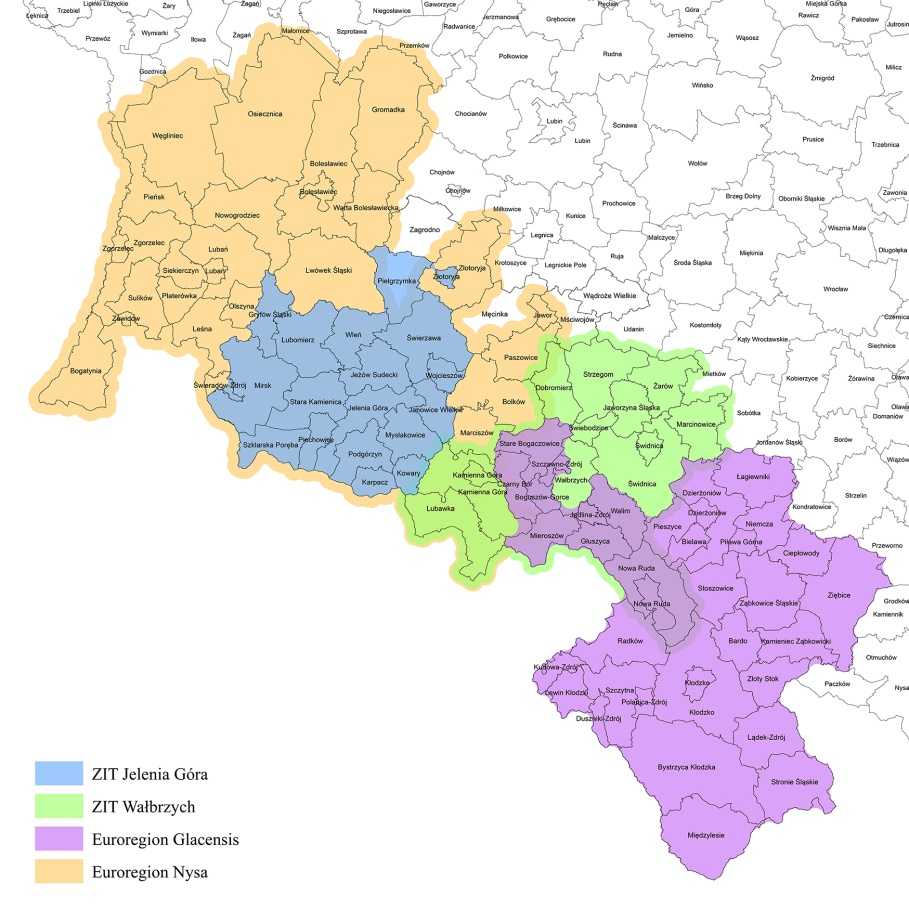 Łęknica
Trzebiel
Lipinki Łużyckie
Żary
Żagań
Niegosławice
Gaworzyce
Radwanice
Jerzmanowa
Grębocice
Pęcław
Góra
Miejska Górka
Rawicz
Pakosław
Jutrosin
Przewóz
Wymiarki
Iłowa
Żagań
Małomice
Szprotawa
Przemków
Polkowice
Rudna
Jemielno
Wąsosz
Gozdnica
Osiecznica
Gromadka
Chocianów
Lubin
Lubin
Ścinawa
Wińsko
Żmigród
Milicz
Węgliniec
Bolesławiec
Bolesławiec
Warta Bolesławiecka
Chojnów
Chojnów
Prochowice
Wołów
Prusice
Trzebnica
Zawonia
Pieńsk
Nowogrodziec
Zagrodno
Miłkowice
Kunice
Brzeg Dolny
Oborniki Śląskie
Wisznia Mała
Długołęka
Zgorzelec
Zgorzelec
Lubań
Lubań
Siekierczyn
Lwówek Śląski
Pielgrzymka
Złotoryja
Złotoryja
Krotoszyce
Legnica
Legnickie Pole
Ruja
Malczyce
Środa Śląska
Miękinia
Wrocław
Czernica
Sulików
Platerówka
Zawidów
Olszyna
Gryfów Śląski
Leśna
Lubomierz
Wleń
Świerzawa
Męcinka
Jawor
Mściwojów
Wądroże Wielkie
Udanin
Kostomłoty
Kąty Wrocławskie
Siechnice
Bogatynia
Świeradów-Zdrój
Mirsk
Jeżów Sudecki
Wojcieszów
Paszowice
Dobromierz
Strzegom
Żarów
Mietków
Kobierzyce
Żórawina
Oława
Oława
Domaniów
Stara Kamienica
Jelenia Góra
Janowice Wielkie
Bolków
Jaworzyna Śląska
Marcinowice
Sobótka
Szklarska Poręba
Piechowice
Mysłakowice
Marciszów
Świebodzice
Świdnica
Świdnica
Jordanów Śląski
Borów
Wiązów
Podgórzyn
Karpacz
Kowary
Kamienna Góra
Kamienna Góra
Stare Bogaczowice
Szczawno-Zdrój
Czarny Bór
Boguszów-Gorce
Wałbrzych
Łagiewniki
Kondratowice
Strzelin
Lubawka
Mieroszów
Jedlina-Zdrój
Walim
Głuszyca
Pieszyce
Dzierżoniów
Dzierżoniów
Bielawa
Piława Górna
Niemcza
Ciepłowody
Przeworno
Nowa Ruda
Nowa Ruda
Stoszowice
Ząbkowice Śląskie
Ziębice
Grodków
Kamiennik
Radków
Bardo
Kamieniec Ząbkowicki
Otmuchów
Kudowa-Zdrój
Lewin Kłodzki
Szczytna
Polanica-Zdrój
Duszniki-Zdrój
Kłodzko
Kłodzko
Złoty Stok
Paczków
Nysa
Lądek-Zdrój
Bystrzyca Kłodzka
Stronie Śląskie
Międzylesie
ZIT Jelenia Góra
ZIT Wałbrzych
Euroregion Glacensis
Euroregion Nysa